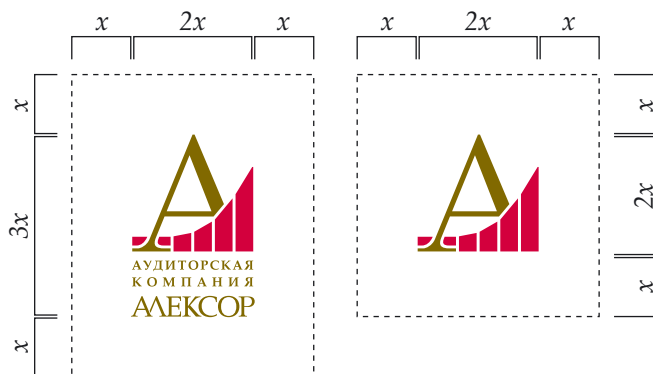 x 2x x x 2x x
x
3x
x
x
2x
x
А
АУДИТОРСКАЯ
КОМПАНИЯ
АЛЕКСОР
А